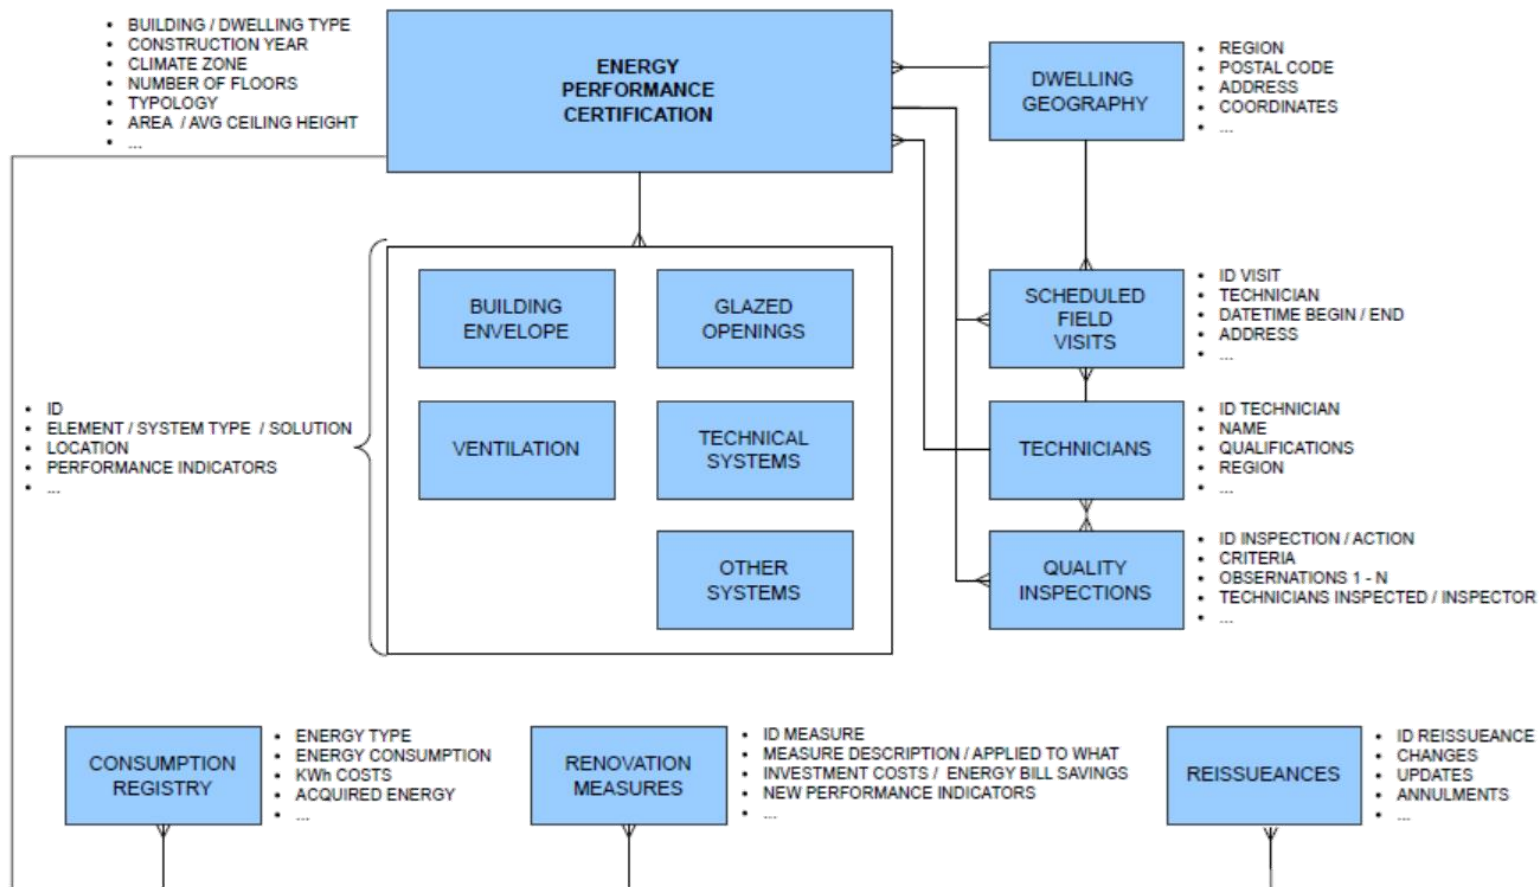 • BUILDING / DWELLING TYPE
• CONSTRUCTION YEAR
• CLIMATE ZONE
• NUMBER OF FLOORS
• TYPOLOGY
• AREA / AVG CEILING HEIGHT
• ...
ENERGY
PERFORMANCE
CERTIFICATION
DWELLING
GEOGRAPHY
• REGION
• POSTAL CODE
• ADDRESS
• COORDINATES
• ...
• ID
• ELEMENT / SYSTEM TYPE / SOLUTION
• LOCATION
• PERFORMANCE INDICATORS
• ...
BUILDING
ENVELOPE
GLAZED
OPENINGS
VENTILATION
TECHNICAL
SYSTEMS
OTHER
SYSTEMS
SCHEDULED
FIELD
VISITS
• ID VISIT
• TECHNICIAN
• DATETIME BEGIN / END
• ADDRESS
• ...
TECHNICIANS
• ID TECHNICIAN
• NAME
• QUALIFICATIONS
• REGION
• ...
QUALITY
INSPECTIONS
• ID INSPECTION / ACTION
• CRITERIA
• OBSERNATIONS 1 - N
• TECHNICIANS INSPECTED / INSPECTOR
• ...
CONSUMPTION
REGISTRY
• ENERGY TYPE
• ENERGY CONSUMPTION
• KWh COSTS
• ACQUIRED ENERGY
• ...
RENOVATION
MEASURES
• ID MEASURE
• MEASURE DESCRIPTION / APPLIED TO WHAT
• INVESTMENT COSTS / ENERGY BILL SAVINGS
• NEW PERFORMANCE INDICATORS
• ...
REISSUEANCES
• ID REISSUEANCE
• CHANGES
• UPDATES
• ANNULMENTS
• ...